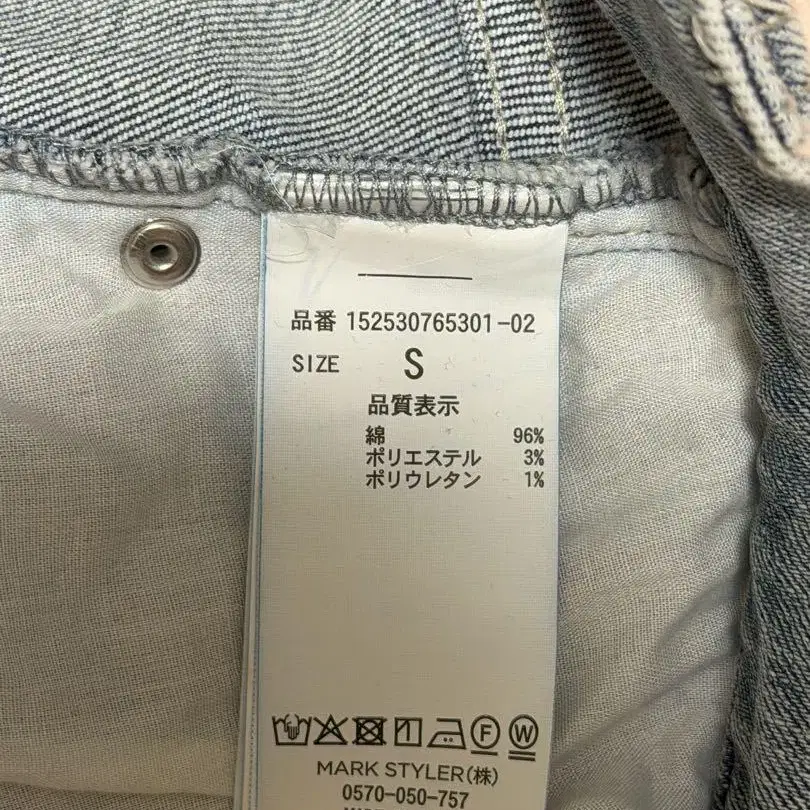 品番 152530765301-02
SIZE S
品質表示
綿 96%
ポリエステル 3%
ポリウレタン 1%
F W
MARK STYLER(株)
0570-050-757